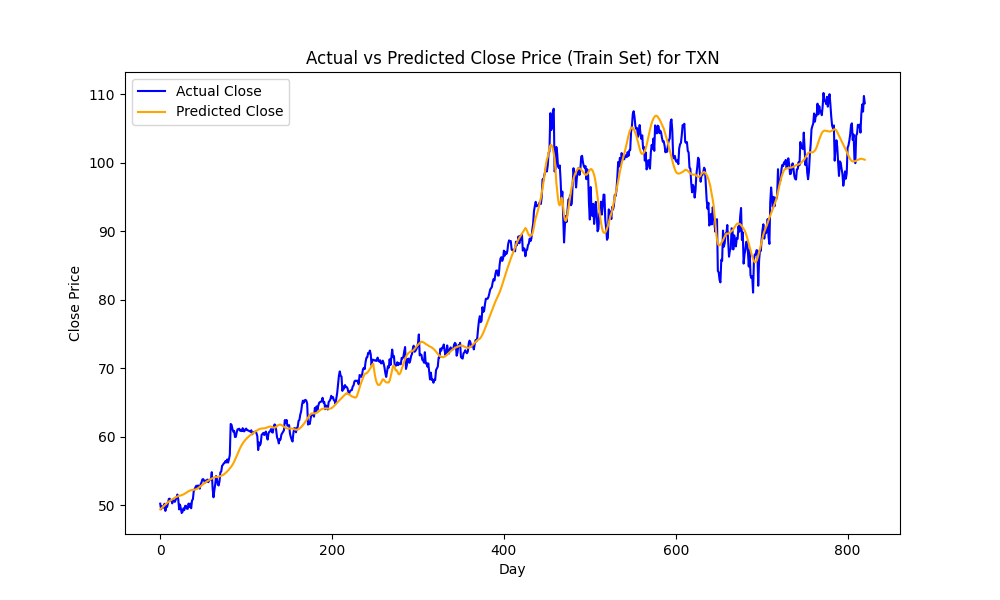 Actual vs Predicted Close Price (Train Set) for TXN
Actual Close
Predicted Close
110
100
90
80
70
60
50
Close Price
0 200 400 600 800
Day